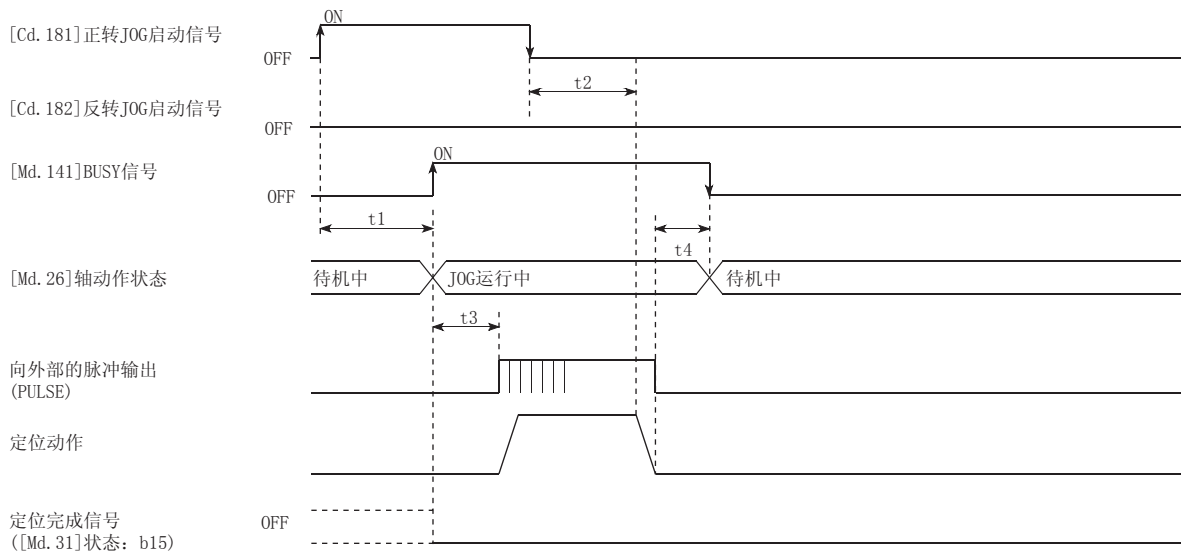 ON
[Cd.181]正转JOG启动信号
OFF
t2
[Cd.182]反转JOG启动信号
OFF
ON
[Md.141]BUSY信号
OFF
t1
t4
[Md.26]轴动作状态
待机中
JOG运行中
待机中
t3
向外部的脉冲输出
(PULSE)
定位动作
定位完成信号
OFF
([Md.31]状态：b15)